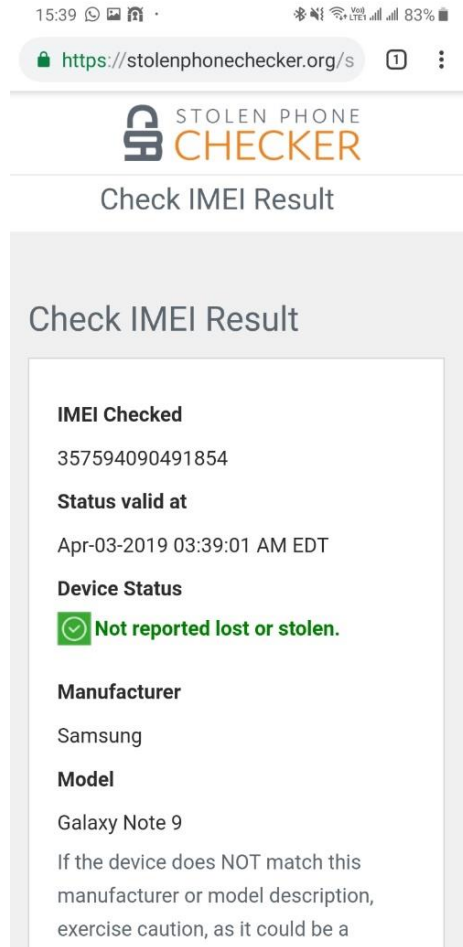 15:39 83%
https://stolenphonechecker.org/s 1
STOLEN PHONE
CHECKER
Check IMEI Result
Check IMEI Result
IMEI Checked
357594090491854
Status valid at
Apr-03-2019 03:39:01 AM EDT
Device Status
Not reported lost or stolen.
Manufacturer
Samsung
Model
Galaxy Note 9
If the device does NOT match this
manufacturer or model description,
exercise caution, as it could be a